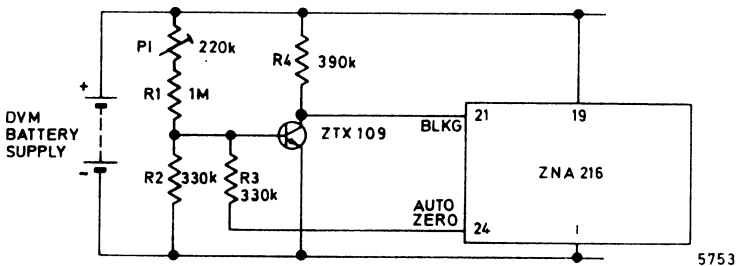 P1 220k
R4 390k
+
R1 1M
DVM
BATTERY
SUPPLY
-
ZTX 109
BLKG
21
19
ZNA 216
R2 330k
R3
330k
AUTO
ZERO
24
1
5753